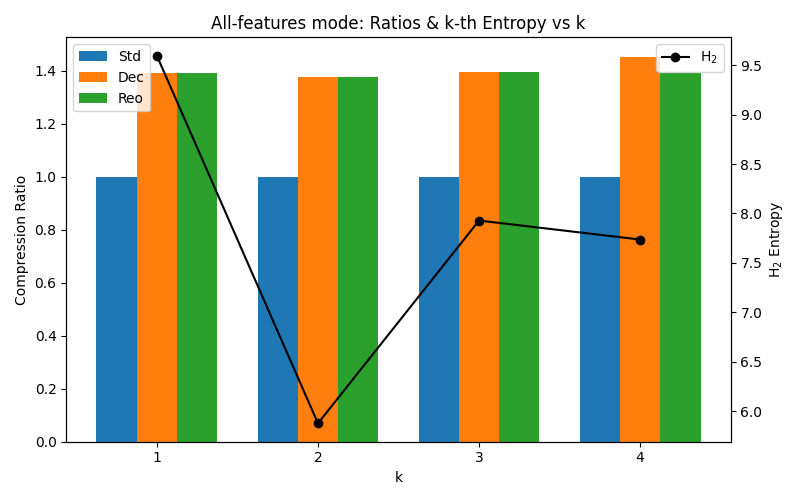 All-features mode: Ratios & k-th Entropy vs k
Std
Dec
Reo
H₂
Compression Ratio
1.4
1.2
1.0
0.8
0.6
0.4
0.2
0.0
9.5
9.0
8.5
8.0
7.5
7.0
6.5
6.0
H₂ Entropy
1 2 3 4
k